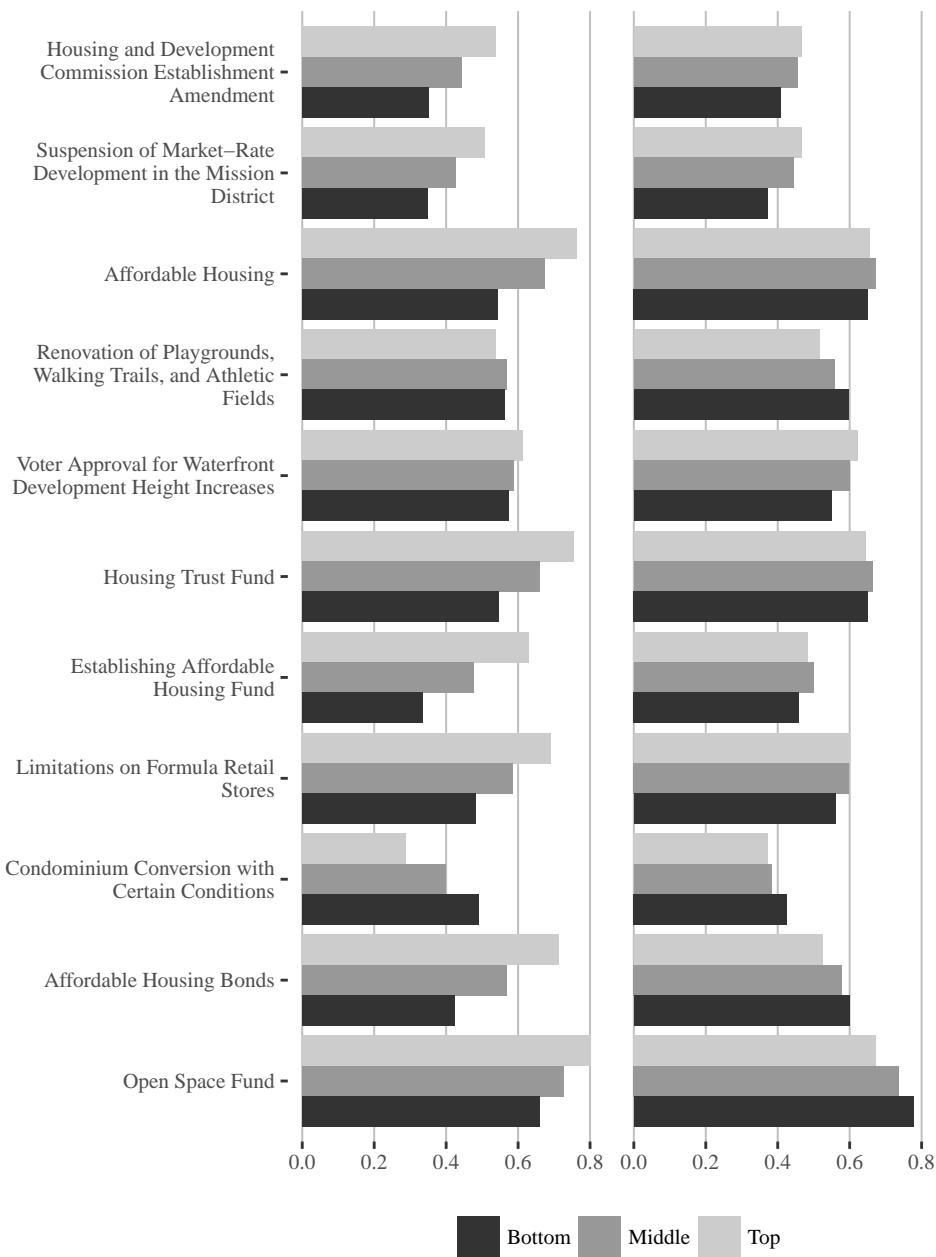 Housing and Development
Commission Establishment
Amendment
Suspension of Market−Rate
Development in the Mission
District
Affordable Housing
Renovation of Playgrounds,
Walking Trails, and Athletic
Fields
Voter Approval for Waterfront
Development Height Increases
Housing Trust Fund
Establishing Affordable
Housing Fund
Limitations on Formula Retail
Stores
Condominium Conversion with
Certain Conditions
Affordable Housing Bonds
Open Space Fund
0.0 0.2 0.4 0.6 0.8 0.0 0.2 0.4 0.6 0.8
Bottom Middle Top